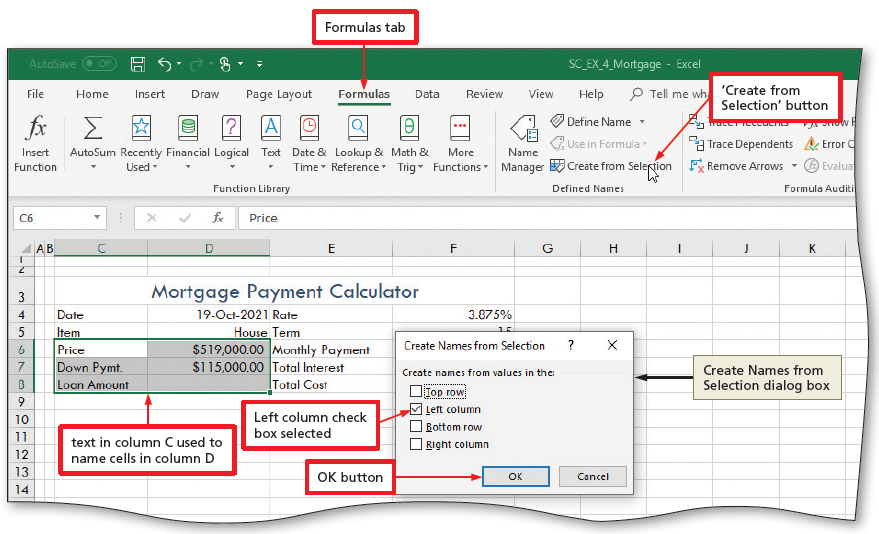 Formulas tab
AutoSave Off
SC_EX_4_Mortgage - Excel
File Home Insert Draw Page Layout Formulas Data Review View Help Tell me
'Create from
Selection' button
fx Σ ? A θ
Insert
Function
AutoSum
Recently
Used
Financial
Logical
Text
Date &
Time
Lookup &
Reference
Math &
Trig
More
Functions
Name
Manager
Define Name
Use in Formula
Create from Selection
Trace Precedents
Trace Dependents
Remove Arrows
Show F
Error C
Evalua
Function Library
Defined Names
Formula Auditi
C6 fx Price
A B C D E F G H I J K
1
2
3 Mortgage Payment Calculator
4 Date 19-Oct-2021 Rate 3.875%
5 Item House Term 15
6 Price $519,000.00 Monthly Payment
7 Down Pymt. $115,000.00 Total Interest
8 Loan Amount Total Cost
9
10
11
12
13
14
Create Names from Selection ? X
Create names from values in the:
Top row
Left column
Bottom row
Right column
OK Cancel
Create Names from
Selection dialog box
Left column check
box selected
text in column C used to
name cells in column D
OK button